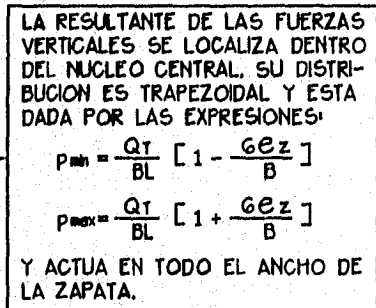 LA RESULTANTE DE LAS FUERZAS
VERTICALES SE LOCALIZA DENTRO
DEL NUCLEO CENTRAL. SU DISTRI-
BUCION ES TRAPEZOIDAL Y ESTA
DADA POR LAS EXPRESIONES:
Pmin = QT/BL [ 1 - 6ez/B ]
Pmax = QT/BL [ 1 + 6ez/B ]
Y ACTUA EN TODO EL ANCHO DE
LA ZAPATA.